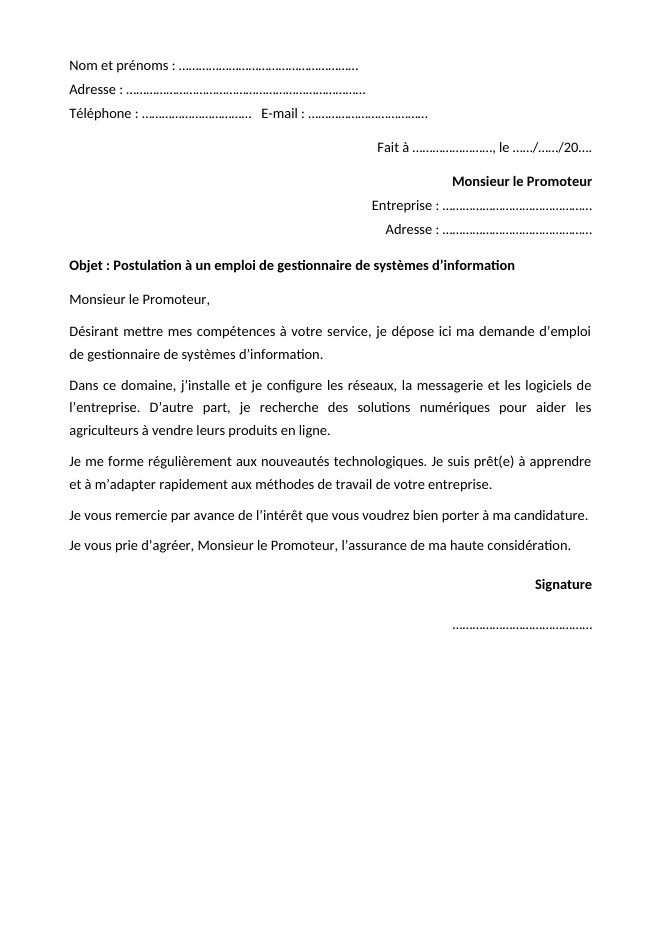 Nom et prénoms : ………………………………………………
Adresse : ………………………………………………………………
Téléphone : …………………………… E-mail : ………………………………
Fait à ……………………, le ……/……/20….
Monsieur le Promoteur
Entreprise : ………………………………………
Adresse : ………………………………………
Objet : Postulation à un emploi de gestionnaire de systèmes d’information
Monsieur le Promoteur,
Désirant mettre mes compétences à votre service, je dépose ici ma demande d’emploi
de gestionnaire de systèmes d’information.
Dans ce domaine, j’installe et je configure les réseaux, la messagerie et les logiciels de
l’entreprise. D’autre part, je recherche des solutions numériques pour aider les
agriculteurs à vendre leurs produits en ligne.
Je me forme régulièrement aux nouveautés technologiques. Je suis prêt(e) à apprendre
et à m’adapter rapidement aux méthodes de travail de votre entreprise.
Je vous remercie par avance de l’intérêt que vous voudrez bien porter à ma candidature.
Je vous prie d’agréer, Monsieur le Promoteur, l’assurance de ma haute considération.
Signature
……………………………………